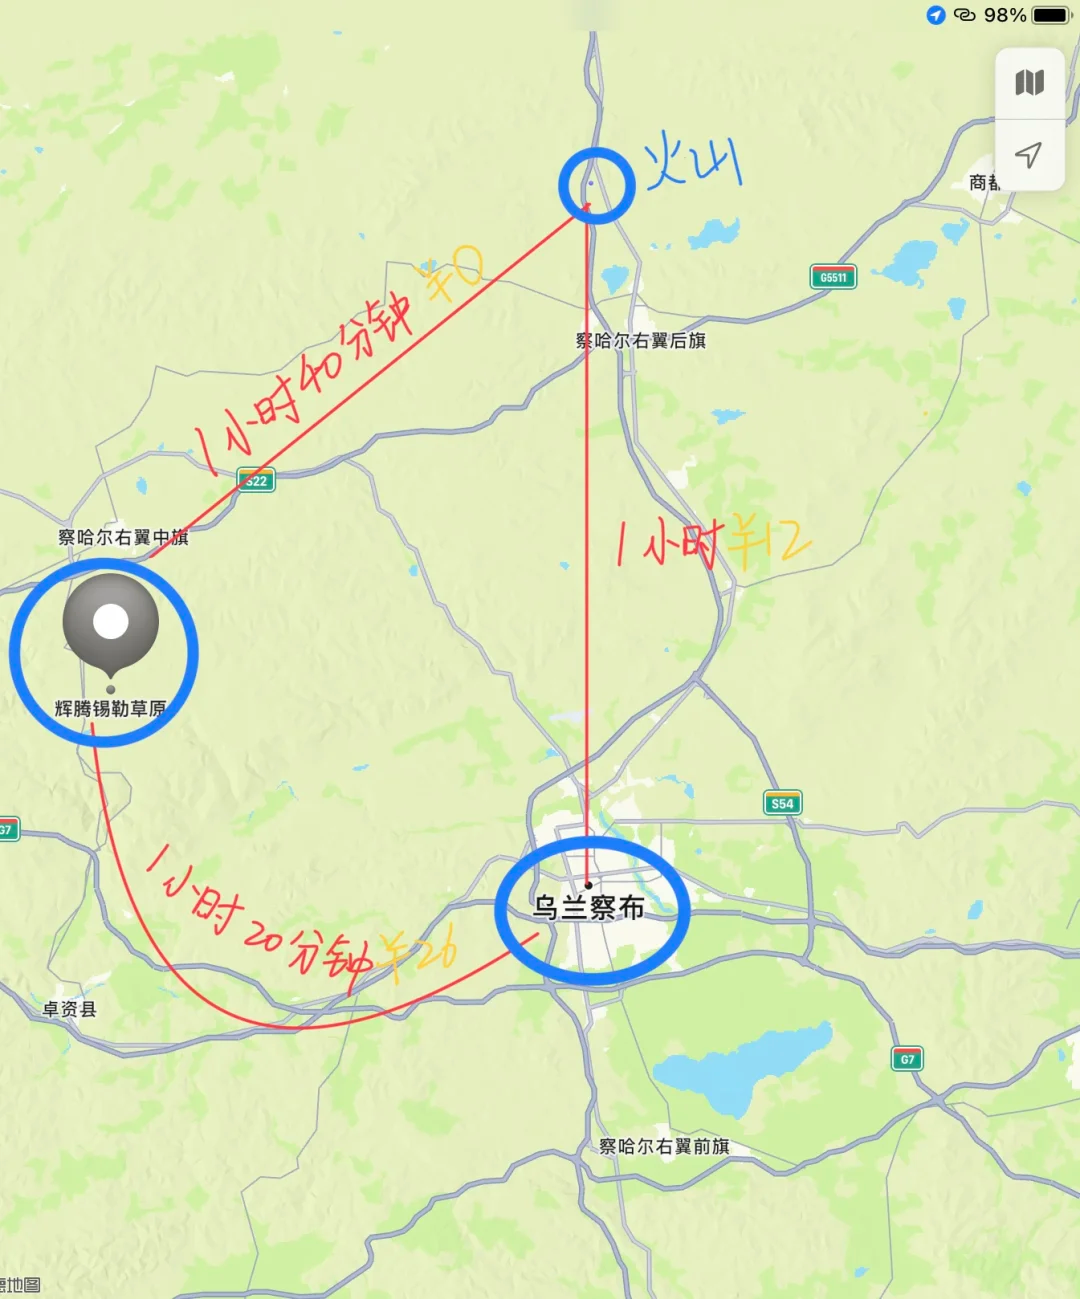 98%
火山
商都
¥0
G5511
1小时40分钟
察哈尔右翼后旗
S22
察哈尔右翼中旗
1小时 ¥12
辉腾锡勒草原
S54
G7
1小时20分钟 ¥26
乌兰察布
卓资县
G7
察哈尔右翼前旗
地图